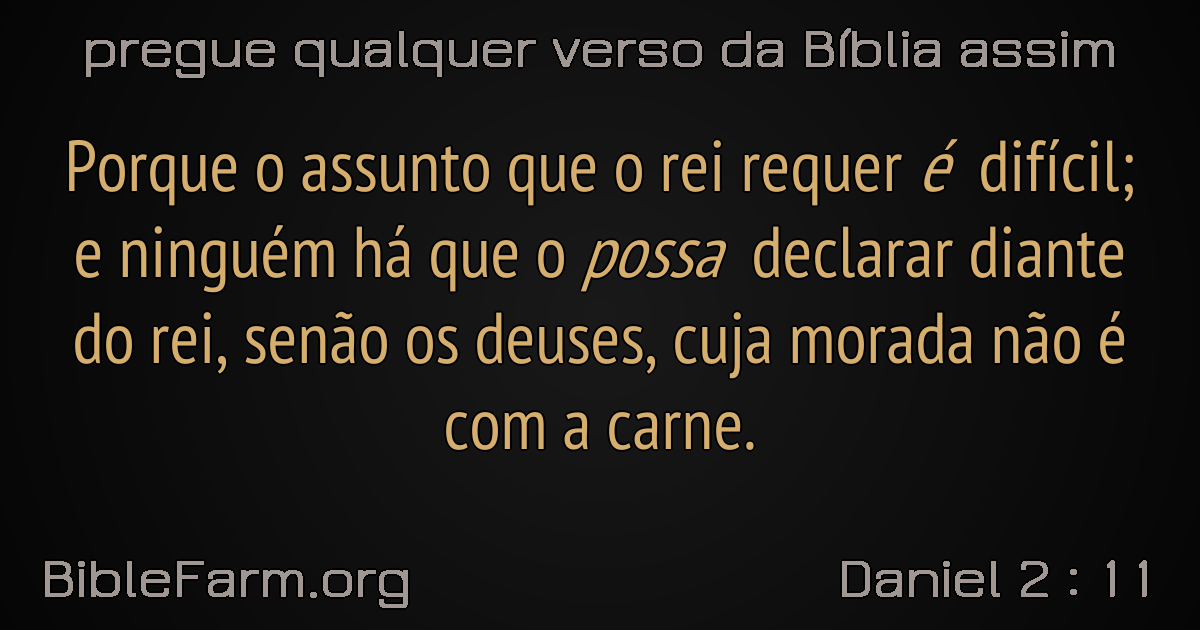 pregue qualquer verso da Bíblia assim
Porque o assunto que o rei requer é difícil;
e ninguém há que o possa declarar diante
do rei, senão os deuses, cuja morada não é
com a carne.
BibleFarm.org
Daniel 2 : 11